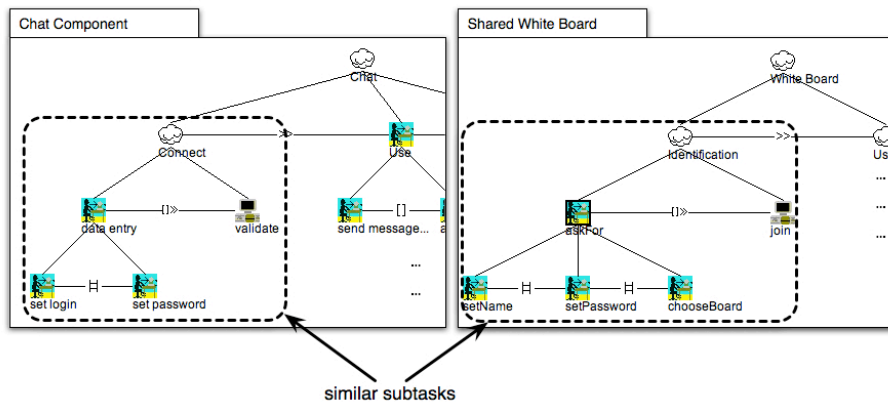 Chat Component
Shared White Board
Chat
White Board
Connect
>>
Use
Identification
>>
Us
data entry
[]»
validate
send message...
[]
a
askFor
[]»
join
...
...
...
...
...
set login
|=|
set password
setName
|=|
setPassword
|=|
chooseBoard
similar subtasks